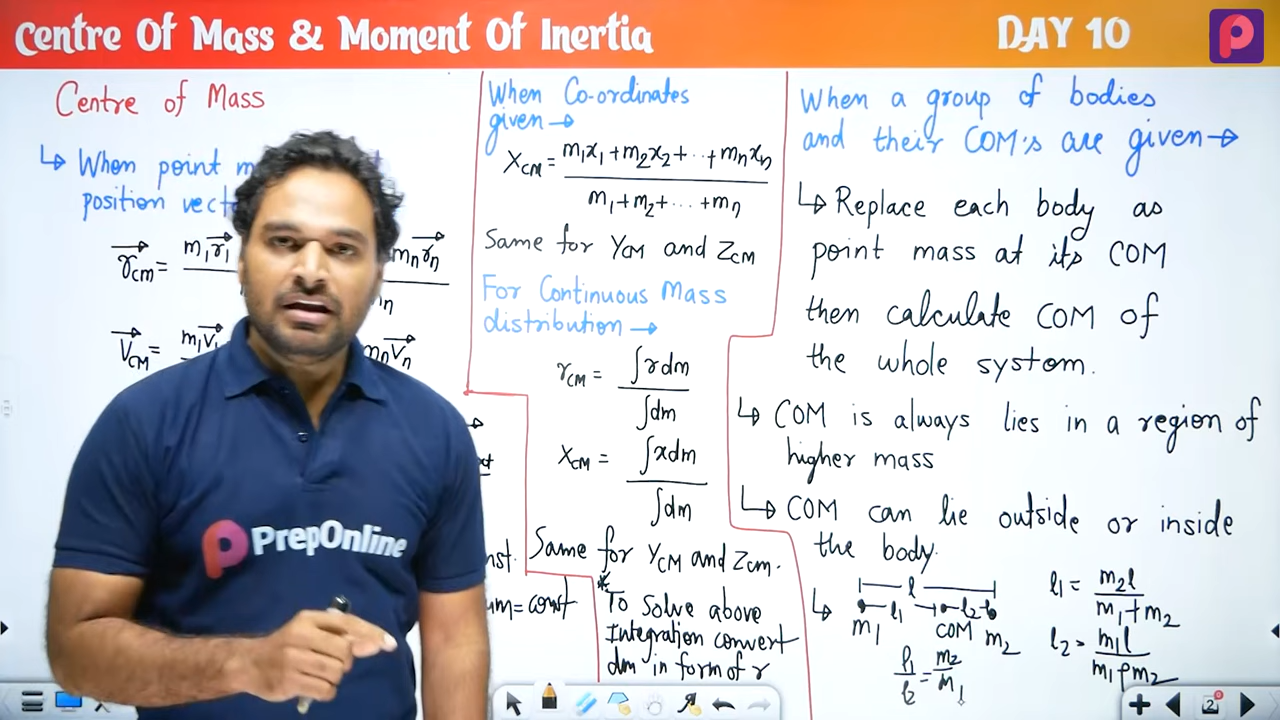 Centre Of Mass & Moment Of Inertia
DAY 10
Centre of Mass
↳ When point
position
r⃗cm = m₁r⃗₁ mₙr⃗ₙ
V⃗CM = m₁v⃗₁ mₙv⃗ₙ
=const
When Co-ordinates
given →
XCM = m₁x₁+m₂x₂+..+mₙxₙ
m₁+m₂+...+mₙ
Same for YCM and ZCM
For Continuous Mass
distribution →
rCM = ∫rdm
∫dm
XCM = ∫xdm
∫dm
Same for YCM and ZCM.
* To Solve above
Integration convert
dm in form of r
When a group of bodies
and their COM's are given →
↳ Replace each body as
point mass at its COM
then calculate COM of
the whole system.
↳ COM is always lies in a region of
higher mass
↳ COM can lie outside or inside
the body.
↳ l
l₁ l₂
m₁ COM m₂
l₁/l₂ = m₂/m₁
l₁ = m₂l
m₁+m₂
l₂ = m₁l
m₁+m₂
PrepOnline
2